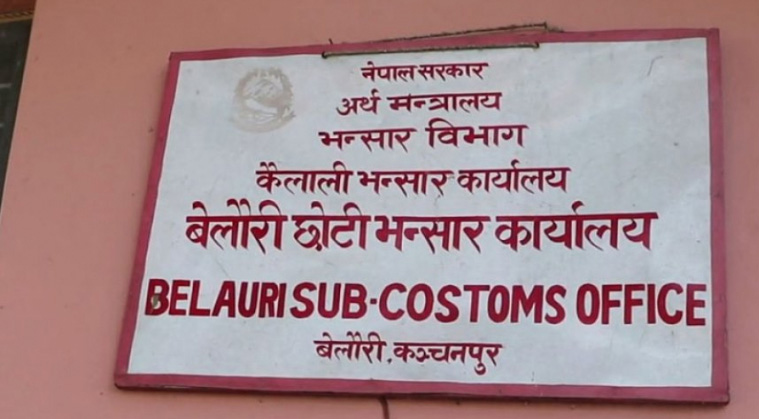 नेपाल सरकार
अर्थ मन्त्रालय
भन्सार विभाग
कैलाली भन्सार कार्यालय
बेलौरी छोटी भन्सार कार्यालय
BELAURI SUB-COSTOMS OFFICE
बेलौरी, कञ्चनपुर